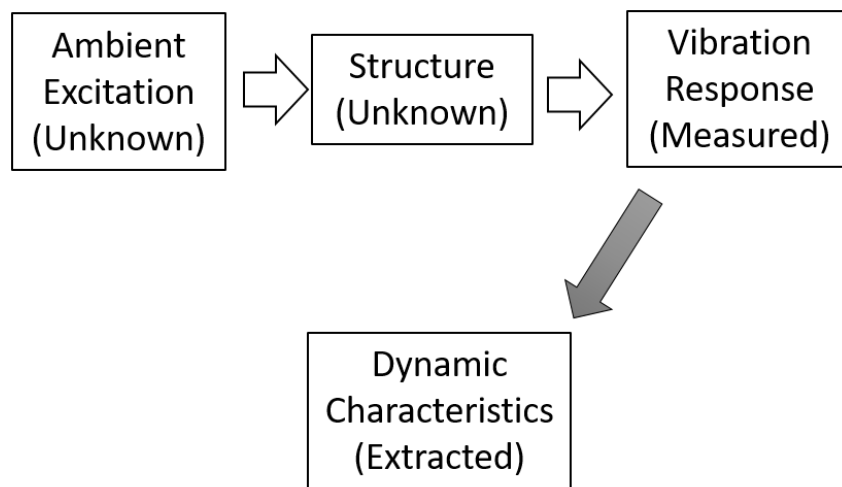 Ambient
Excitation
(Unknown)
Structure
(Unknown)
Vibration
Response
(Measured)
Dynamic
Characteristics
(Extracted)